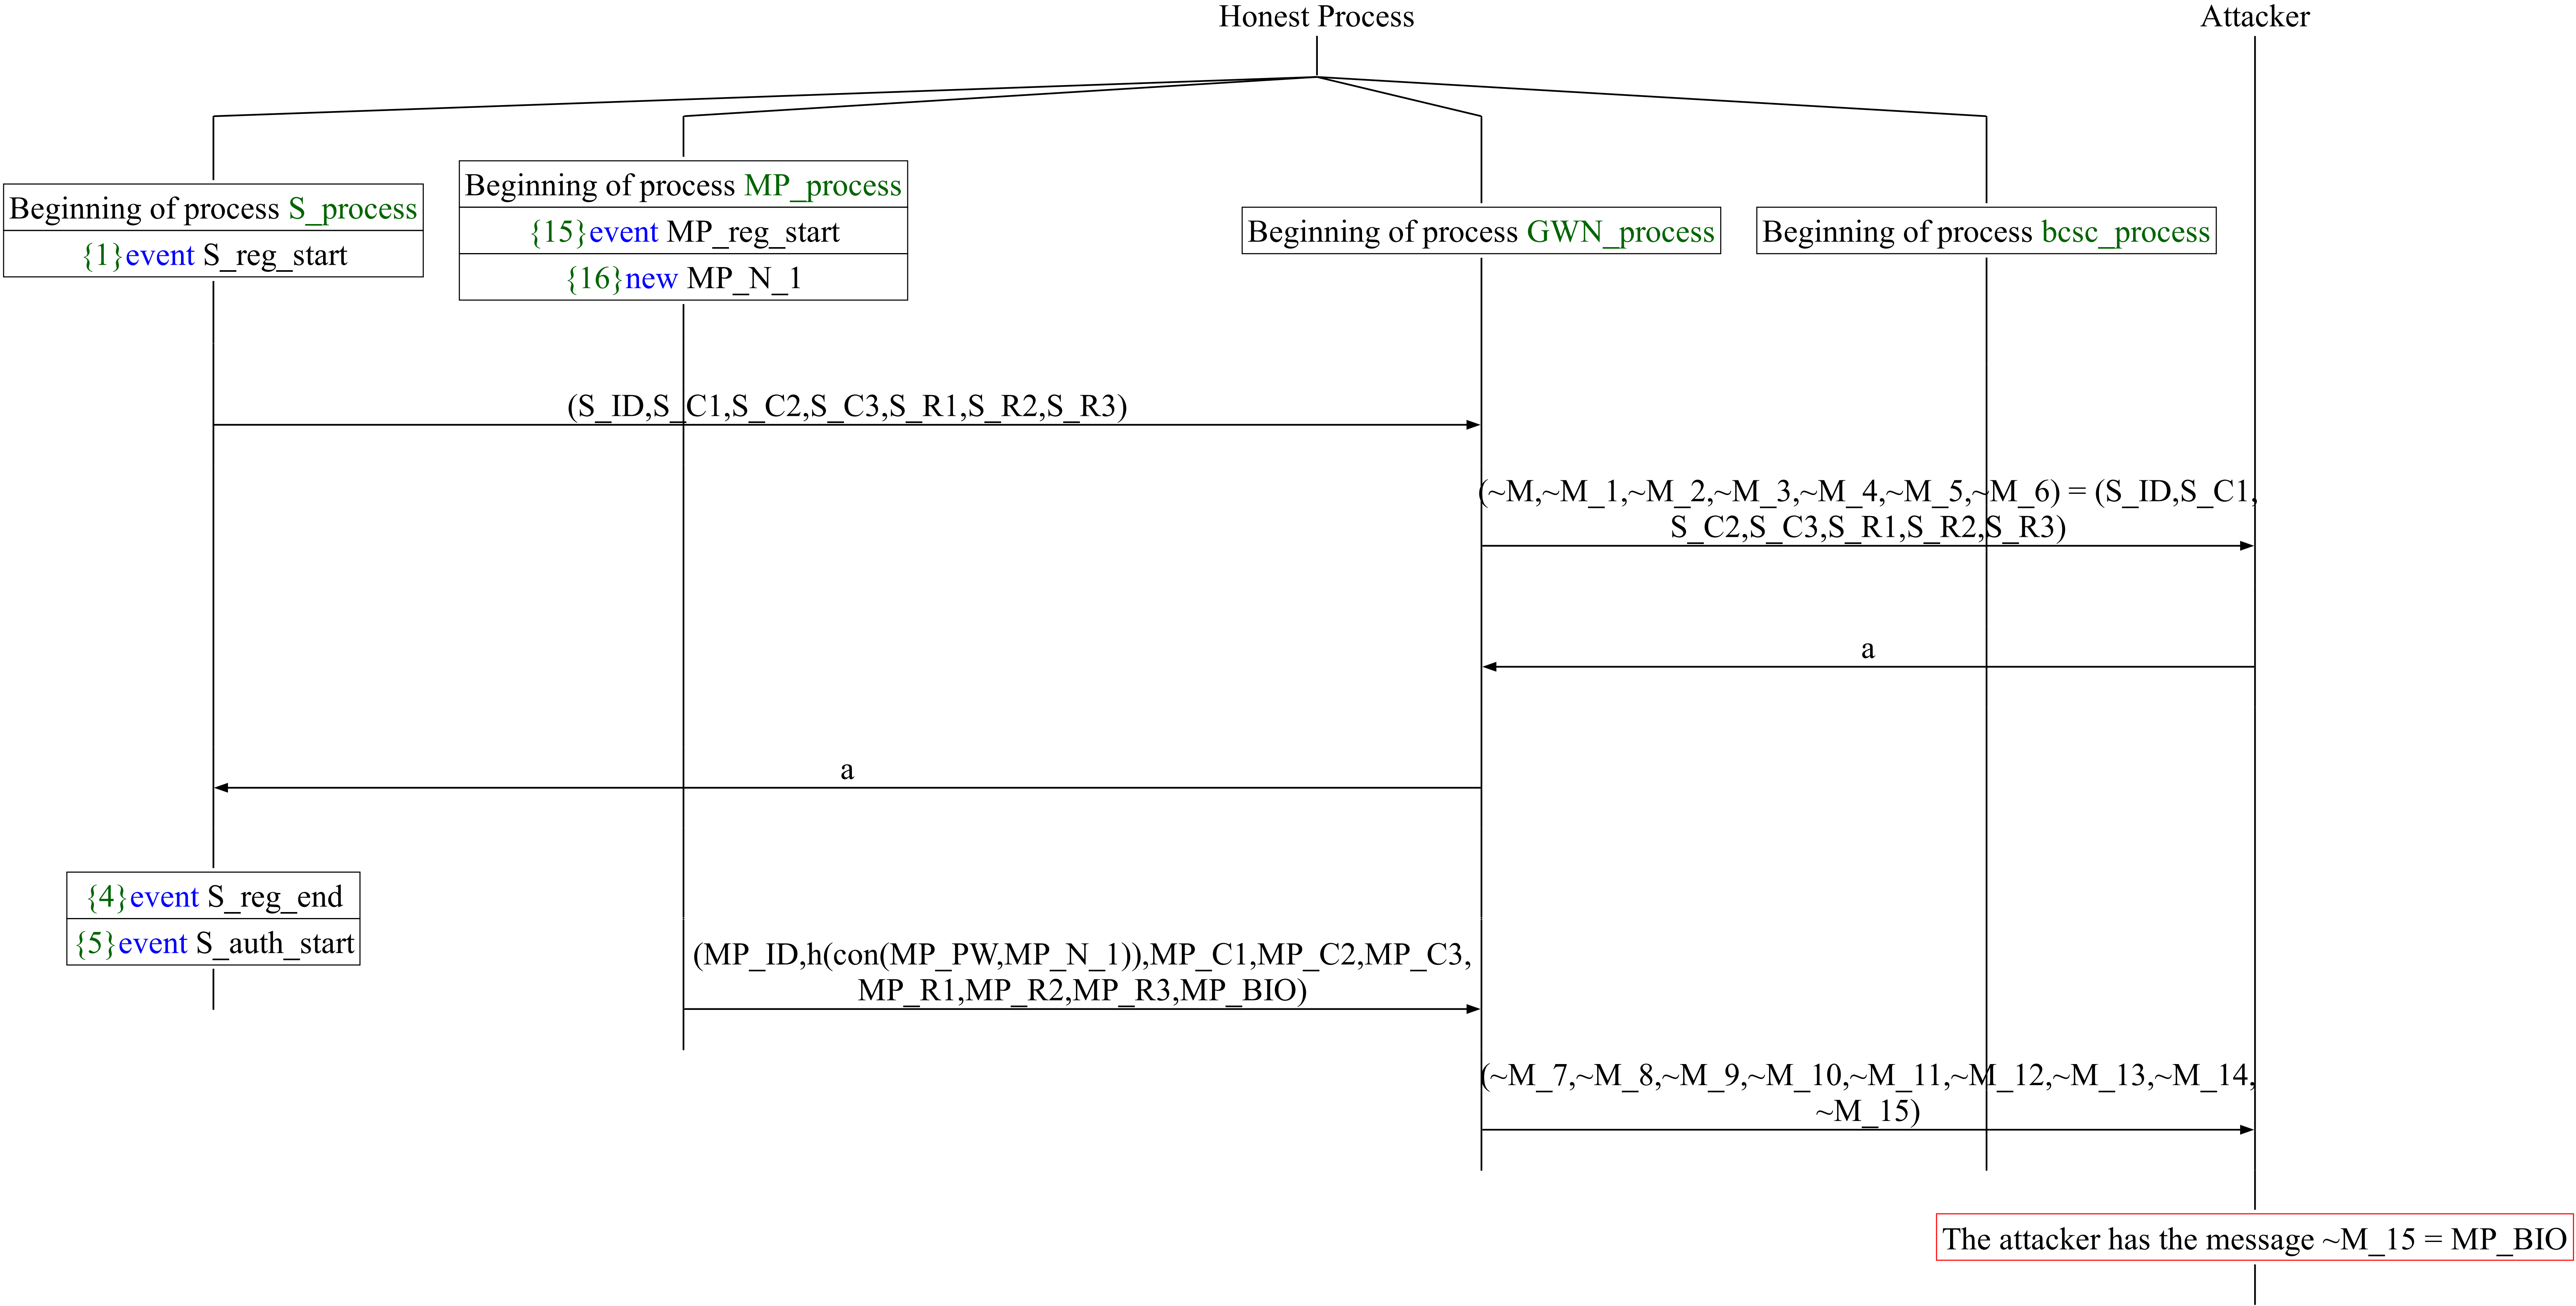 Honest Process
Attacker
Beginning of process S_process
{1}event S_reg_start
Beginning of process MP_process
{15}event MP_reg_start
{16}new MP_N_1
Beginning of process GWN_process
Beginning of process bcsc_process
(S_ID,S_C1,S_C2,S_C3,S_R1,S_R2,S_R3)
(~M,~M_1,~M_2,~M_3,~M_4,~M_5,~M_6) = (S_ID,S_C1,
S_C2,S_C3,S_R1,S_R2,S_R3)
a
a
{4}event S_reg_end
{5}event S_auth_start
(MP_ID,h(con(MP_PW,MP_N_1)),MP_C1,MP_C2,MP_C3,
MP_R1,MP_R2,MP_R3,MP_BIO)
(~M_7,~M_8,~M_9,~M_10,~M_11,~M_12,~M_13,~M_14,
~M_15)
The attacker has the message ~M_15 = MP_BIO